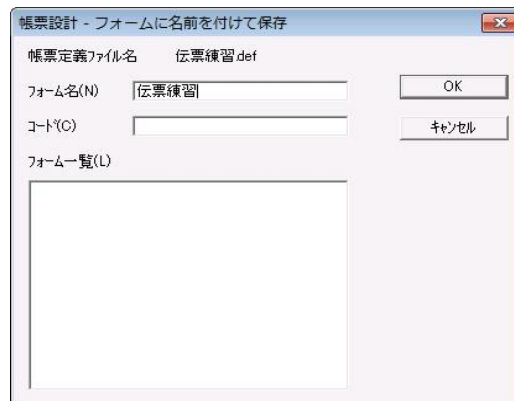 帳票設計 - フォームに名前を付けて保存
帳票定義ファイル名 伝票練習.def
フォーム名(N) 伝票練習
OK
コード(C)
キャンセル
フォーム一覧(L)